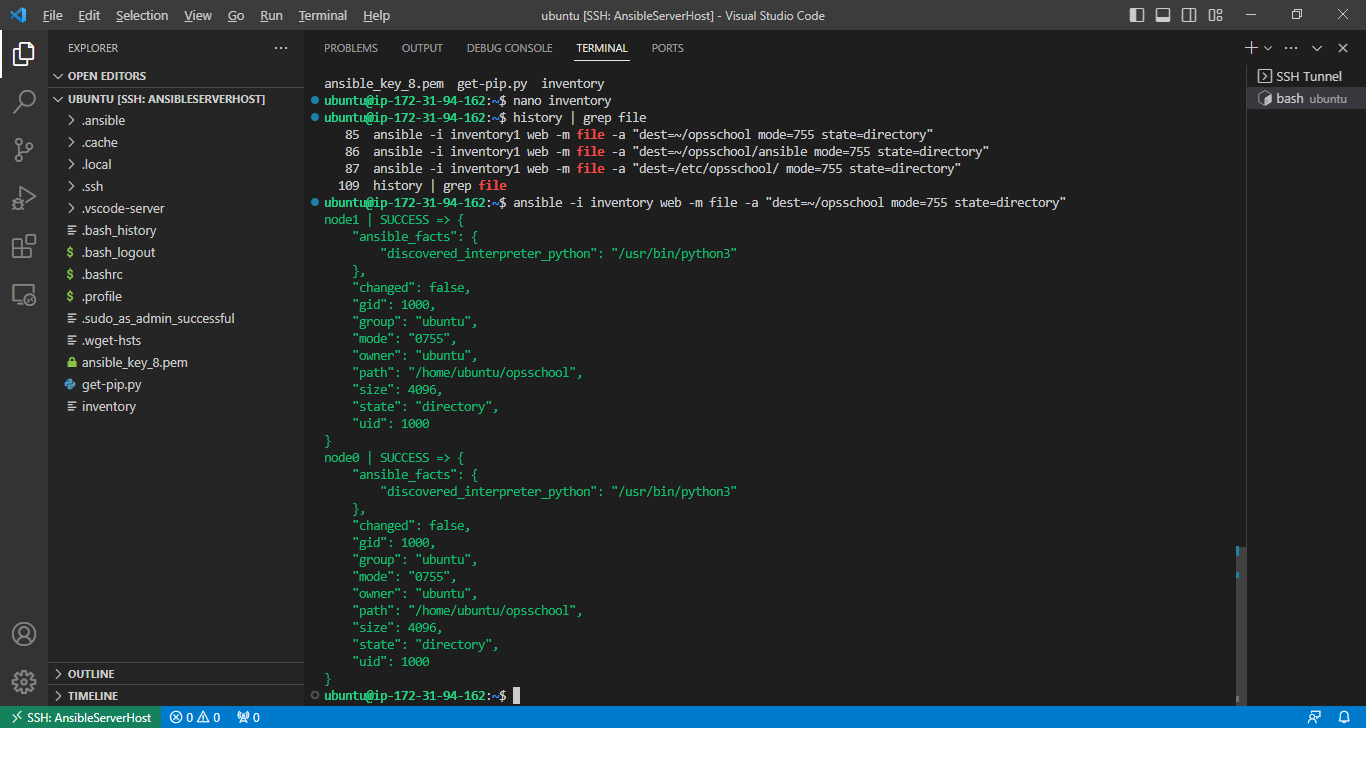 File Edit Selection View Go Run Terminal Help ubuntu [SSH: AnsibleServerHost] - Visual Studio Code
EXPLORER
OPEN EDITORS
UBUNTU [SSH: ANSIBLESERVERHOST]
.ansible
.cache
.local
.ssh
.vscode-server
.bash_history
.bash_logout
.bashrc
.profile
.sudo_as_admin_successful
.wget-hsts
ansible_key_8.pem
get-pip.py
inventory
OUTLINE
TIMELINE
PROBLEMS OUTPUT DEBUG CONSOLE TERMINAL PORTS
ansible_key_8.pem get-pip.py inventory
ubuntu@ip-172-31-94-162:~$ nano inventory
ubuntu@ip-172-31-94-162:~$ history | grep file
85 ansible -i inventory1 web -m file -a "dest=~/opsschool mode=755 state=directory"
86 ansible -i inventory1 web -m file -a "dest=~/opsschool/ansible mode=755 state=directory"
87 ansible -i inventory1 web -m file -a "dest=/etc/opsschool/ mode=755 state=directory"
109 history | grep file
ubuntu@ip-172-31-94-162:~$ ansible -i inventory web -m file -a "dest=~/opsschool mode=755 state=directory"
node1 | SUCCESS => {
"ansible_facts": {
"discovered_interpreter_python": "/usr/bin/python3"
},
"changed": false,
"gid": 1000,
"group": "ubuntu",
"mode": "0755",
"owner": "ubuntu",
"path": "/home/ubuntu/opsschool",
"size": 4096,
"state": "directory",
"uid": 1000
}
node0 | SUCCESS => {
"ansible_facts": {
"discovered_interpreter_python": "/usr/bin/python3"
},
"changed": false,
"gid": 1000,
"group": "ubuntu",
"mode": "0755",
"owner": "ubuntu",
"path": "/home/ubuntu/opsschool",
"size": 4096,
"state": "directory",
"uid": 1000
}
ubuntu@ip-172-31-94-162:~$
SSH Tunnel
bash ubuntu
SSH: AnsibleServerHost 0 0 0